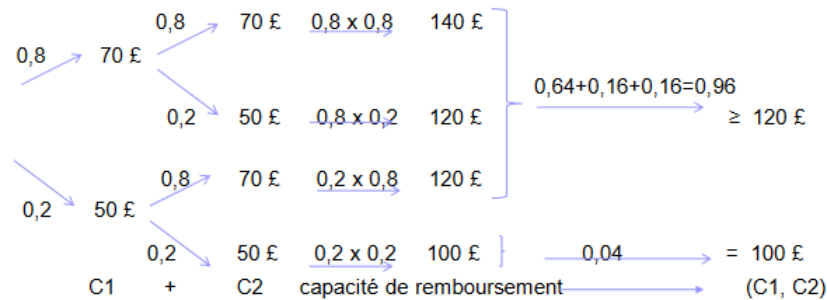 0,8 70 £ 0,8 x 0,8 140 £
0,8 70 £
0,64+0,16+0,16=0,96
0,2 50 £ 0,8 x 0,2 120 £ ≥ 120 £
0,8 70 £ 0,2 x 0,8 120 £
0,2 50 £
0,2 50 £ 0,2 x 0,2 100 £ 0,04 = 100 £
C1 + C2 capacité de remboursement (C1, C2)